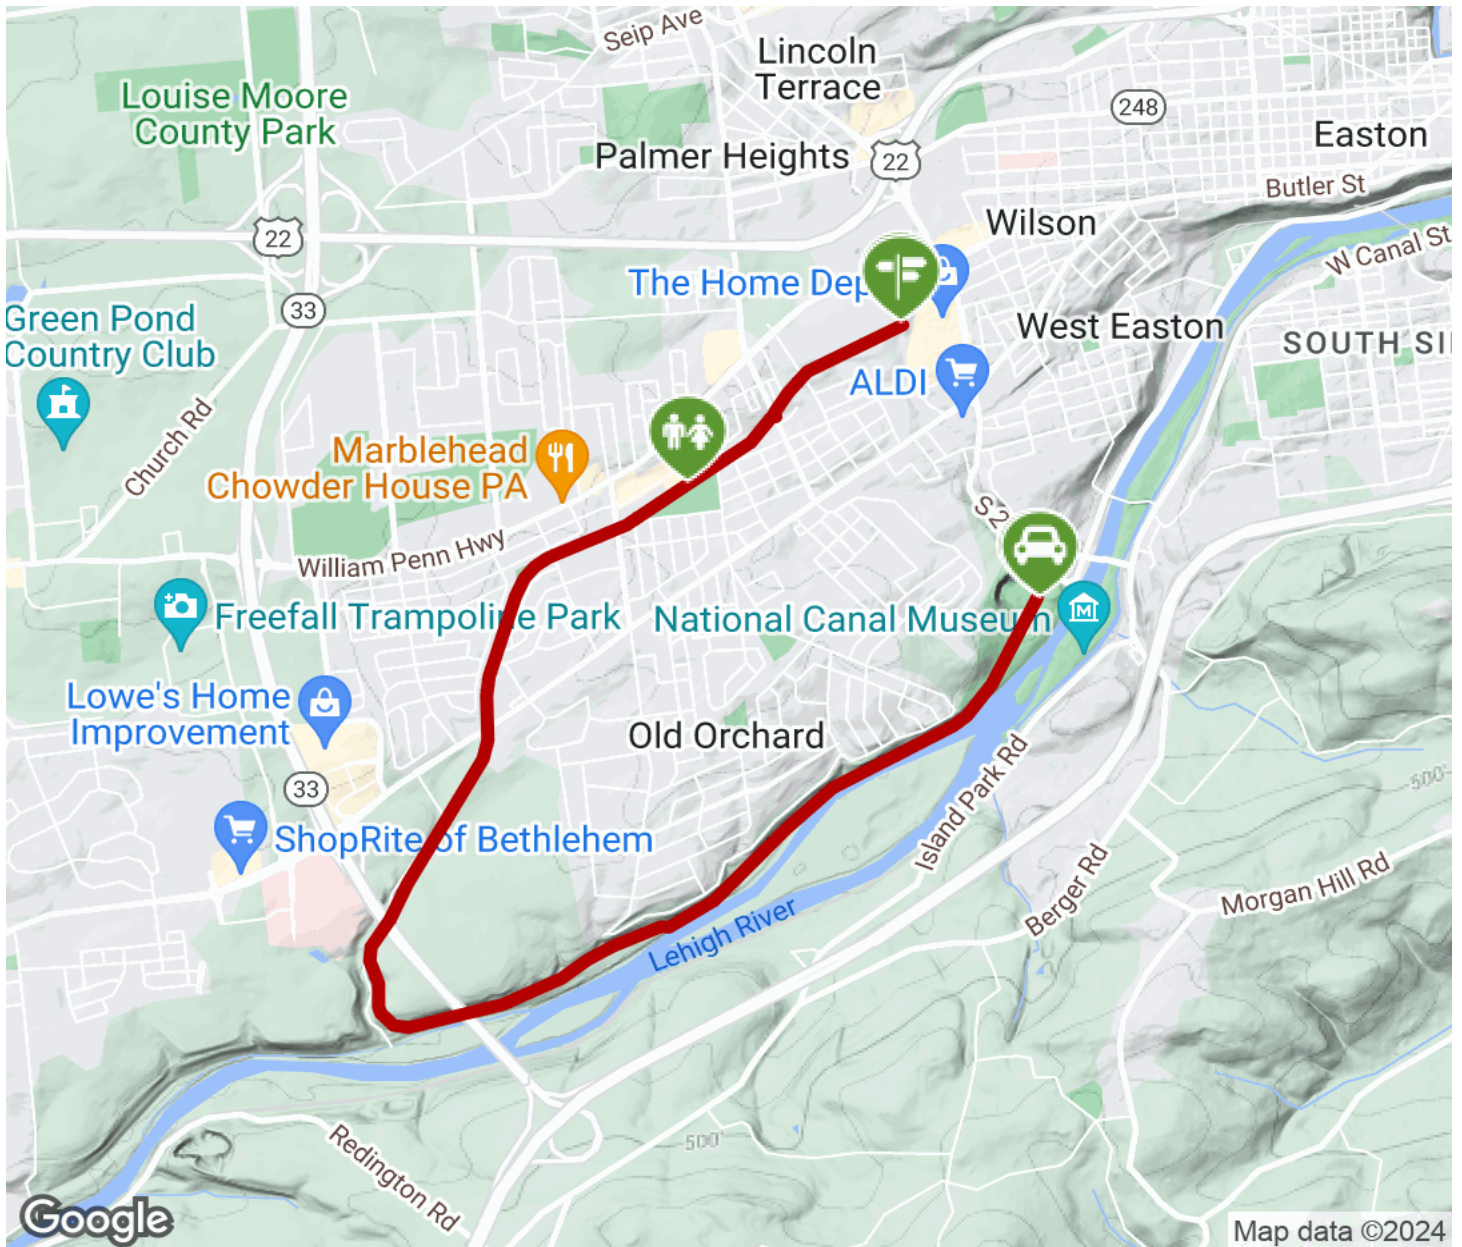 Seip Ave
Lincoln
Terrace
Louise Moore
County Park
248
Easton
Palmer Heights
22
Butler St
Wilson
22
W Canal St
The Home Dep
33
Green Pond
Country Club
West Easton
SOUTH SI
ALDI
Church Rd
Marblehead
Chowder House PA
S 2
William Penn Hwy
Freefall Trampoline Park
National Canal Museum
M
Lowe's Home
Improvement
Old Orchard
33
Island Park Rd
500'
ShopRite of Bethlehem
Berger Rd
Morgan Hill Rd
Lehigh River
Redington Rd
500'
Google
Map data ©2024